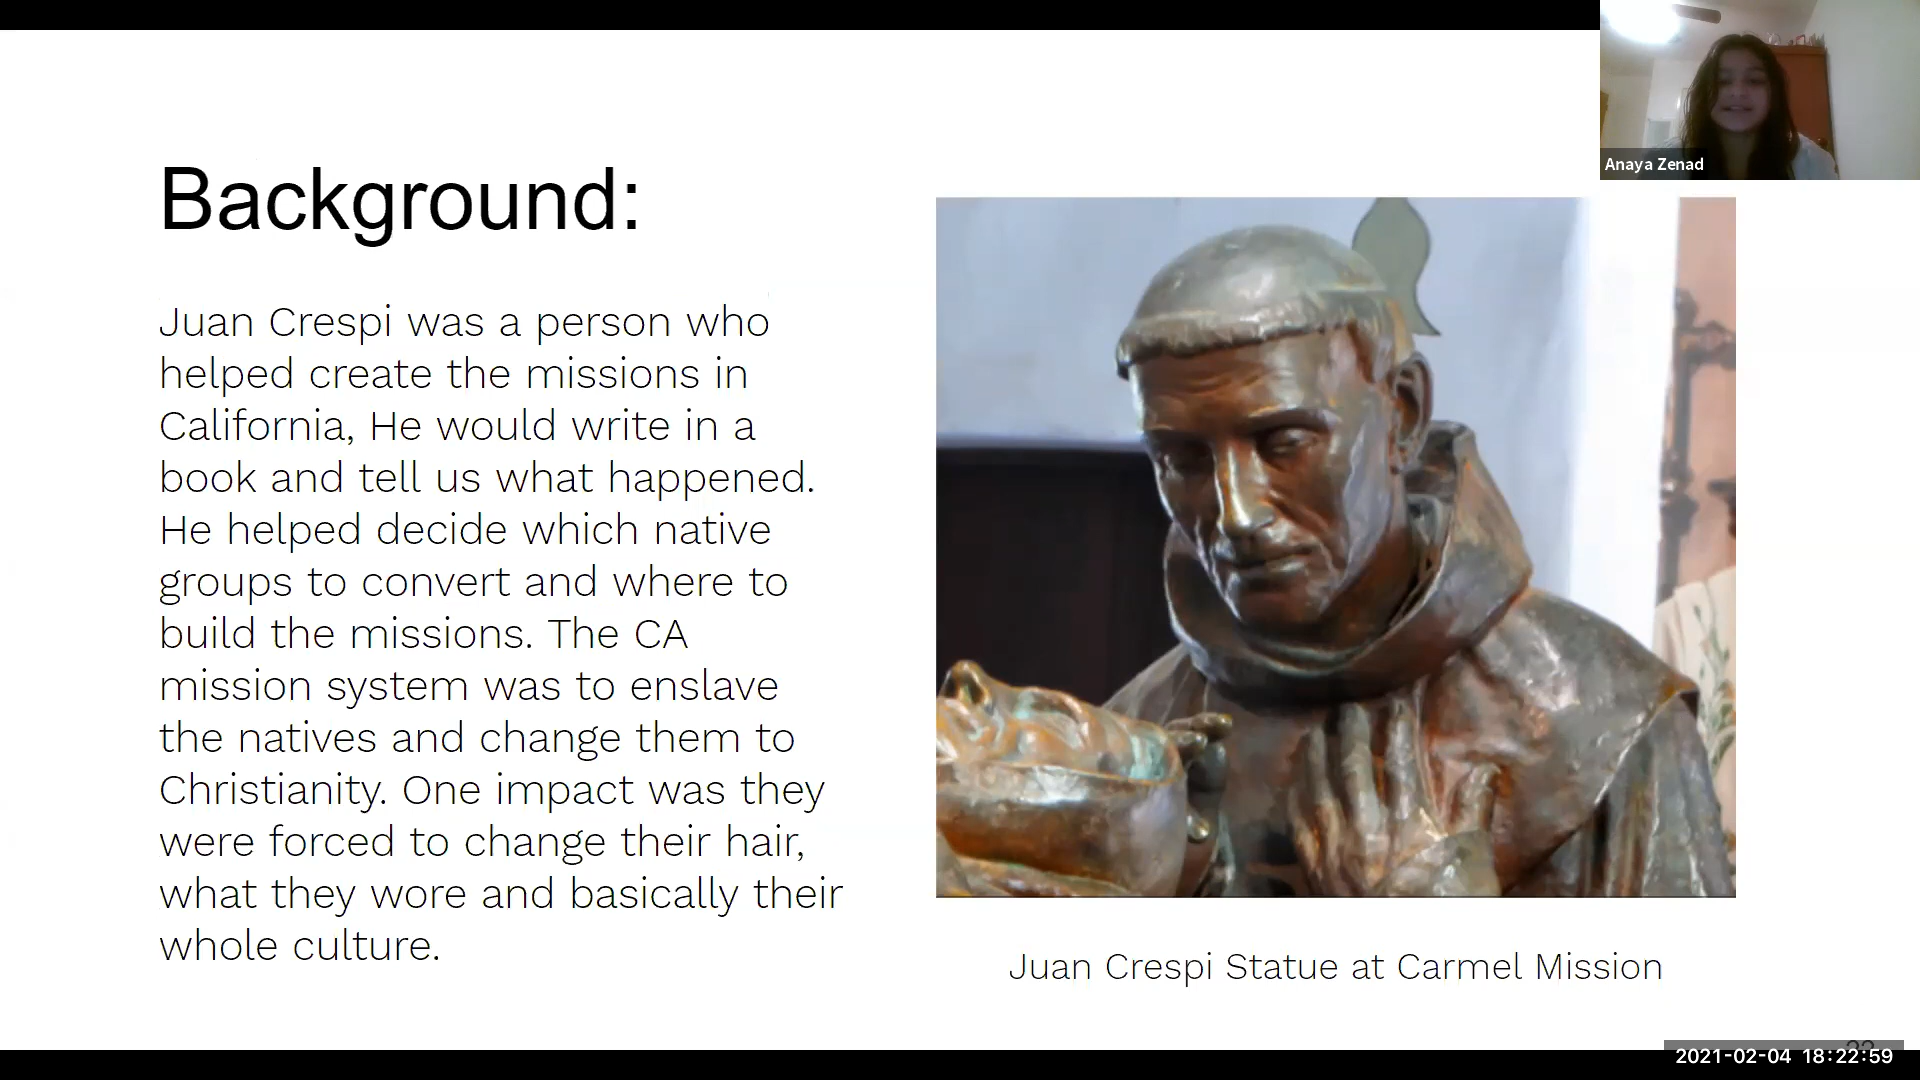 Background:
Juan Crespi was a person who
helped create the missions in
California, He would write in a
book and tell us what happened.
He helped decide which native
groups to convert and where to
build the missions. The CA
mission system was to enslave
the natives and change them to
Christianity. One impact was they
were forced to change their hair,
what they wore and basically their
whole culture.
Juan Crespi Statue at Carmel Mission
Anaya Zenad
2021-02-04 18:22:59